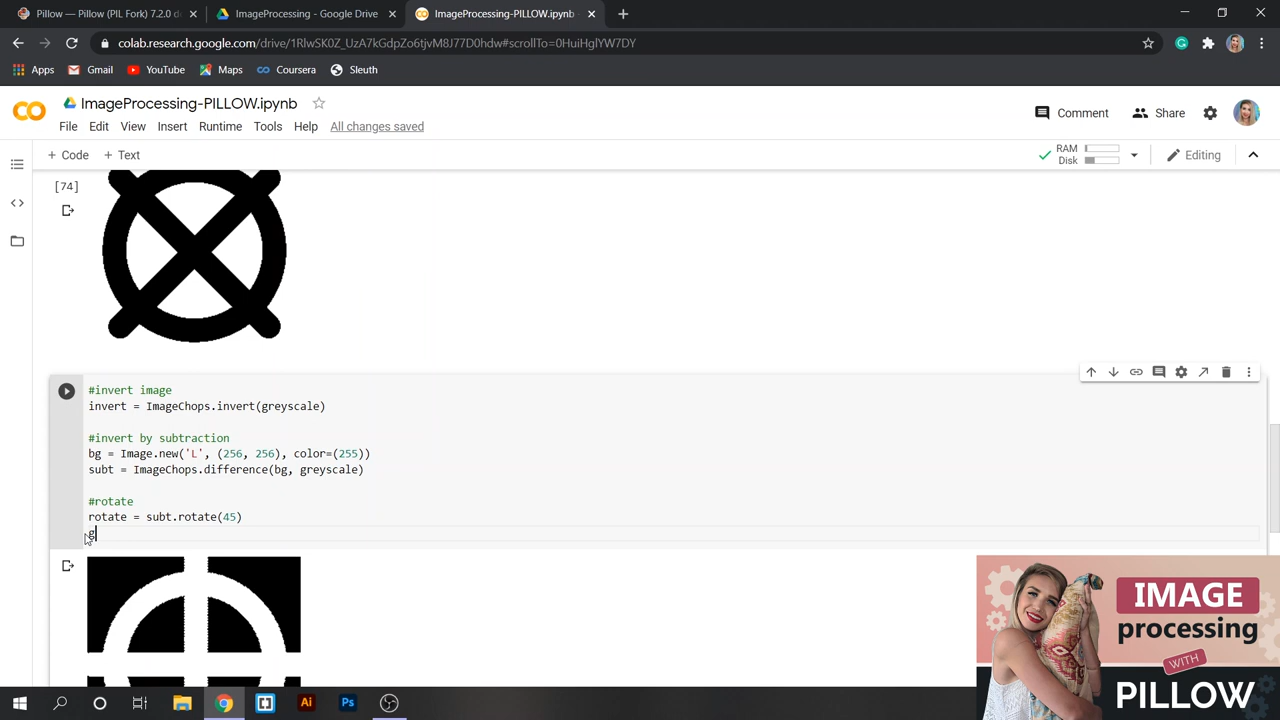 Pillow — Pillow (PIL Fork) 7.2.0 d
ImageProcessing - Google Drive
ImageProcessing-PILLOW.ipynb -
colab.research.google.com/drive/1RlwSK0Z_UzA7kGdpZo6tjvM8J77D0hdw#scrollTo=0HuiHglYW7DY
Apps
Gmail
YouTube
Maps
Coursera
Sleuth
ImageProcessing-PILLOW.ipynb
Comment
Share
File Edit View Insert Runtime Tools Help All changes saved
+ Code + Text
RAM
Disk
Editing
[74]
#invert image
invert = ImageChops.invert(greyscale)
#invert by subtraction
bg = Image.new('L', (256, 256), color=(255))
subt = ImageChops.difference(bg, greyscale)
#rotate
rotate = subt.rotate(45)
g
IMAGE
processing
WITH
PILLOW
Ai
Ps